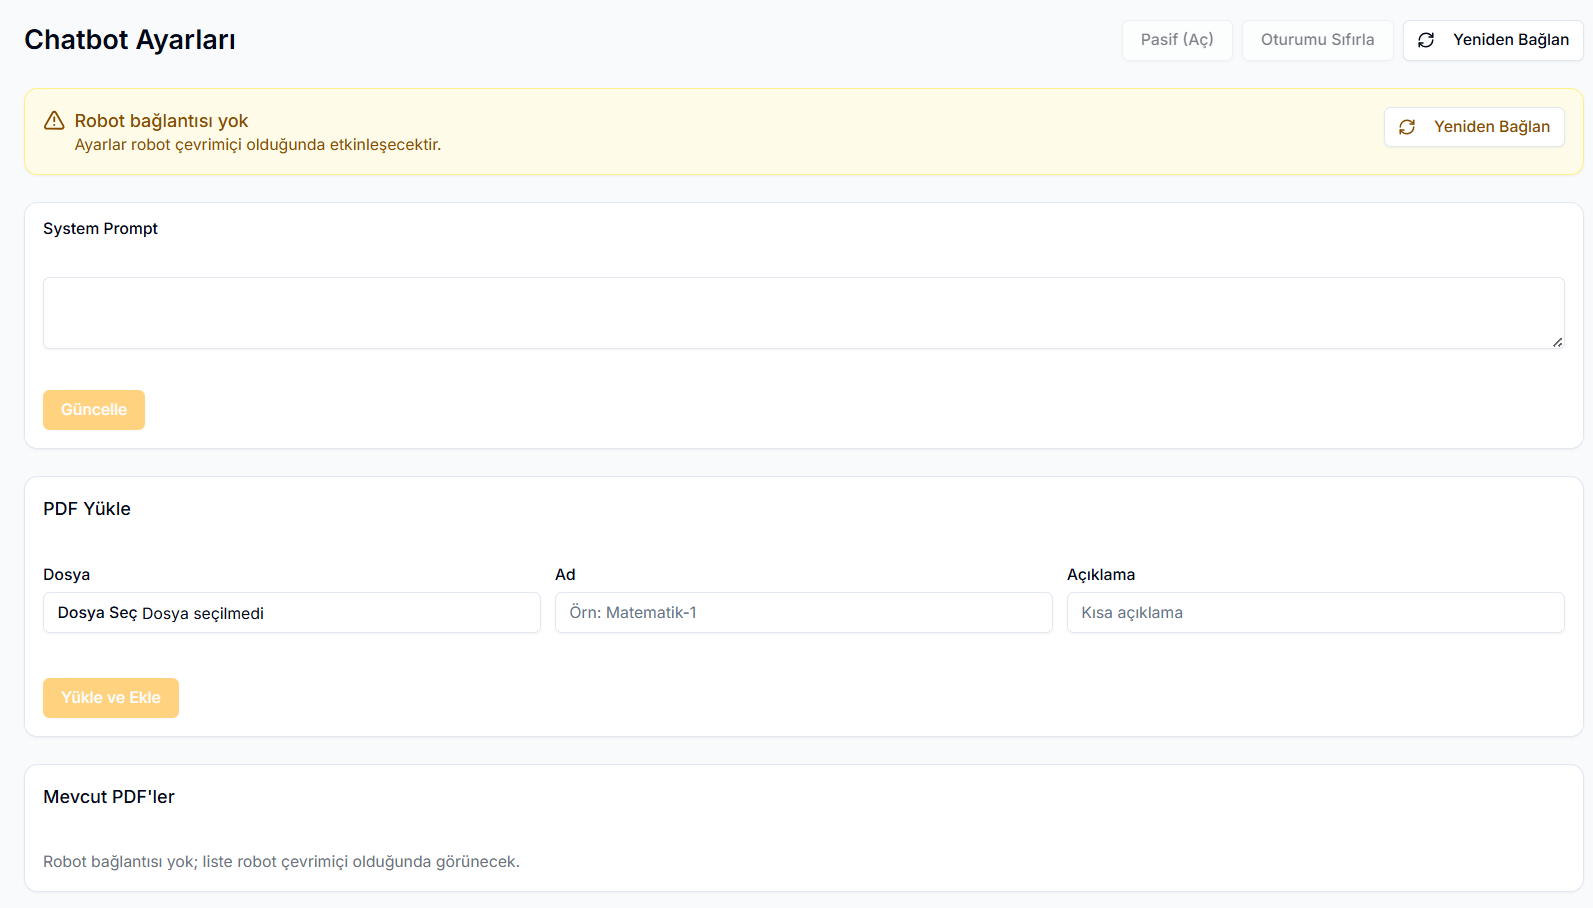 Chatbot Ayarları
Pasif (Aç)
Oturumu Sıfırla
Yeniden Bağlan
Robot bağlantısı yok
Ayarlar robot çevrimiçi olduğunda etkinleşecektir.
Yeniden Bağlan
System Prompt
Güncelle
PDF Yükle
Dosya
Ad
Açıklama
Dosya Seç Dosya seçilmedi
Örn: Matematik-1
Kısa açıklama
Yükle ve Ekle
Mevcut PDF'ler
Robot bağlantısı yok; liste robot çevrimiçi olduğunda görünecek.